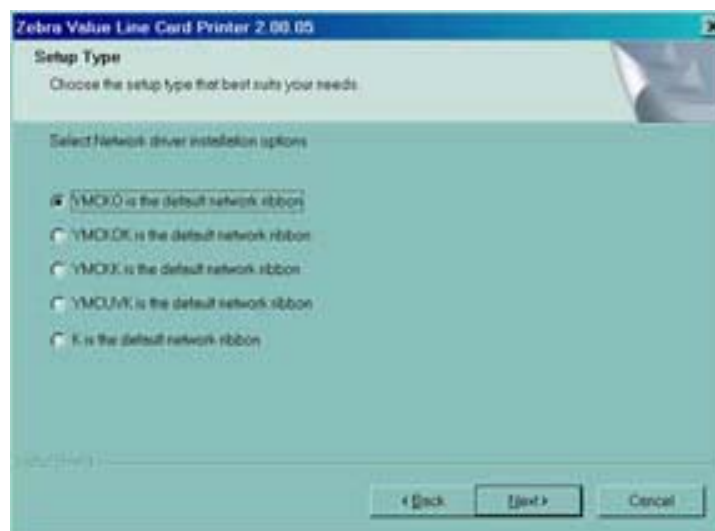 Zebra Value Line Card Printer 2.00.05
Setup Type
Choose the setup type that best suits your needs.
Select Network driver installation options
YMCKO is the default network ribbon
YMCKOK is the default network ribbon
YMCKK is the default network ribbon
YMCUVK is the default network ribbon
K is the default network ribbon
InstallShield
< Back
Next >
Cancel